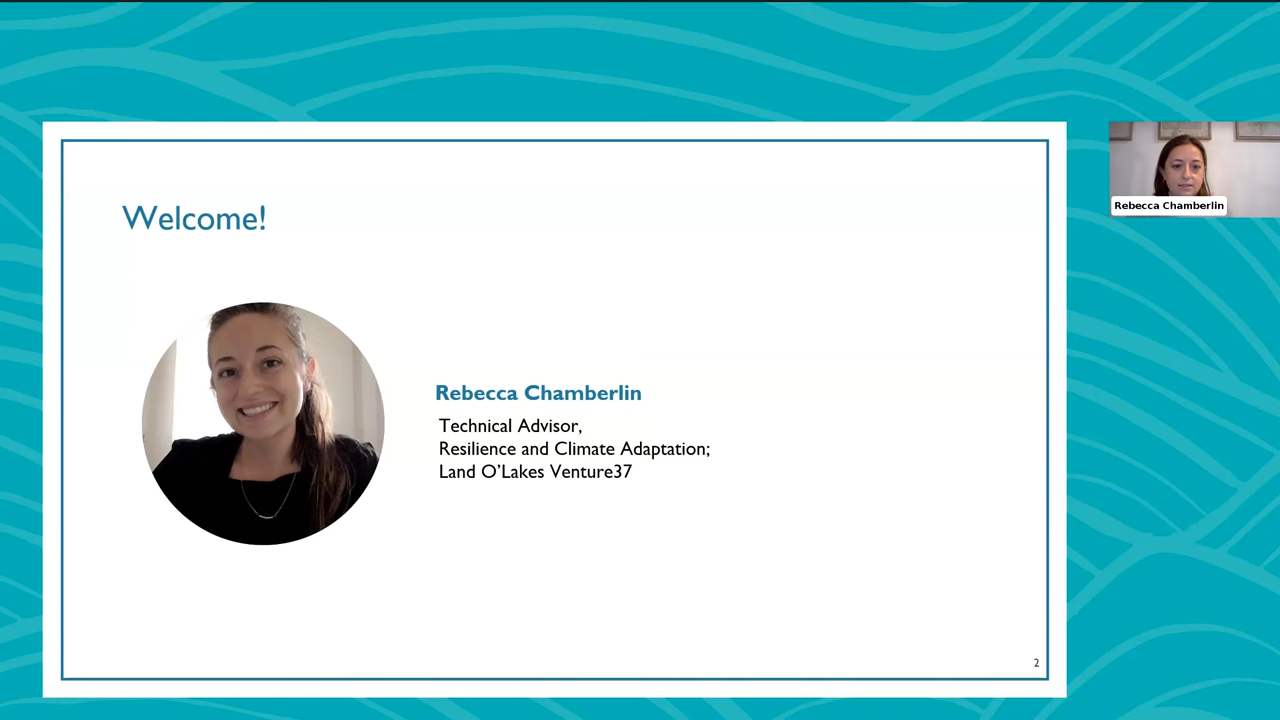 Welcome!
Rebecca Chamberlin
Rebecca Chamberlin
Technical Advisor,
Resilience and Climate Adaptation;
Land O’Lakes Venture37
2